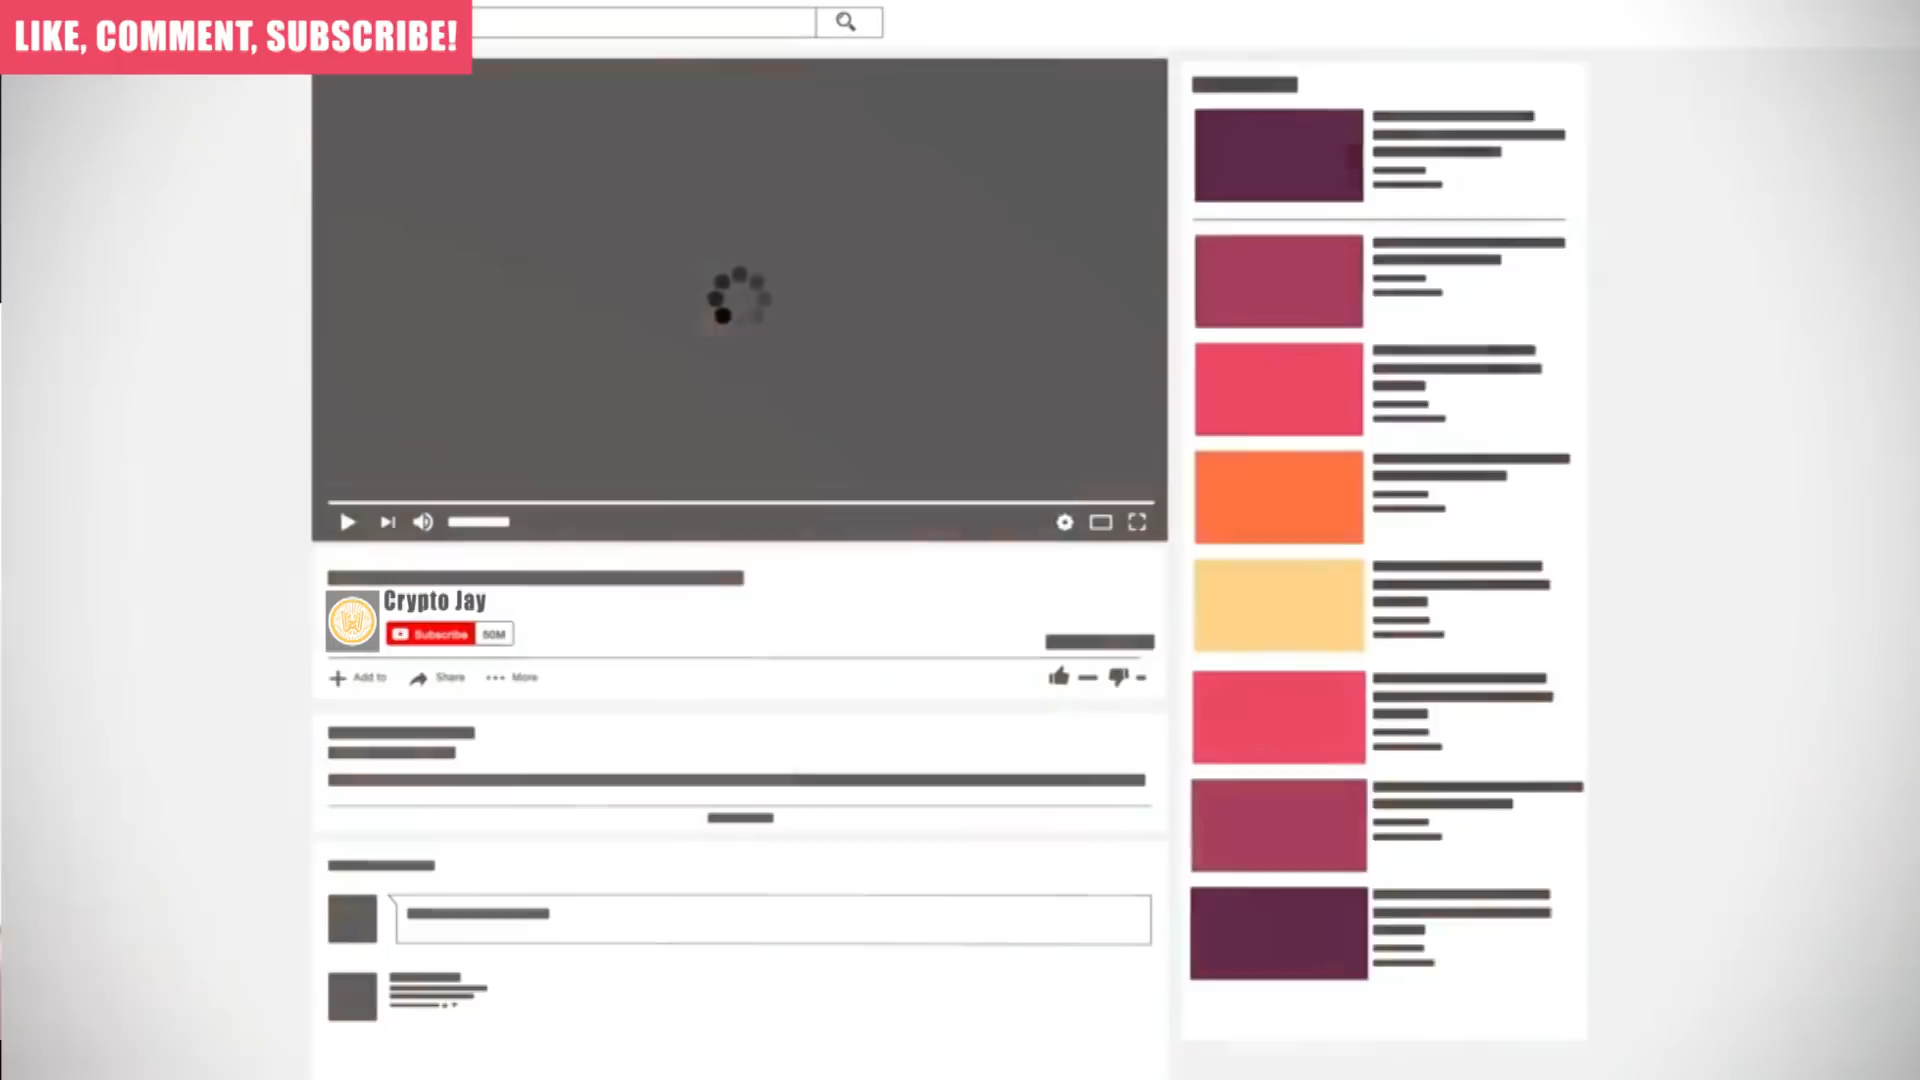 LIKE, COMMENT, SUBSCRIBE!
Crypto Jay
Subscribe 50M
Add to Share More